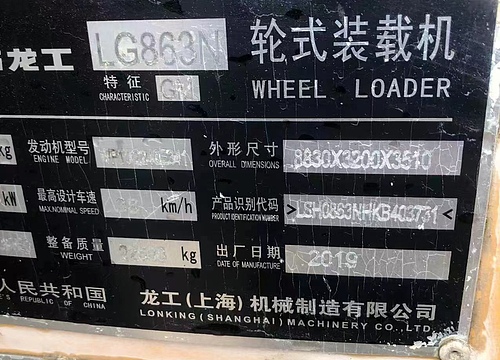 龙工 LG863N 轮式装载机
特征
CHARACTERISTIC
WHEEL LOADER
kg 发动机型号 外形尺寸 8830X3200X3510
ENGINE MODEL OVERALL DIMENSIONS
kW 最高设计车速 km/h 产品识别代码 >LSH0863NHKB403731<
MAX.NOMINAL SPEED PRODUCT IDENTIFICATION NUMBER
整备质量 kg 出厂日期 2019
WEIGHT DATE OF MANUFACTURE
人民共和国 龙工(上海)机械制造有限公司
REPUBLIC OF CHINA LONKING(SHANGHAI)MACHINERY CO.,LTD.